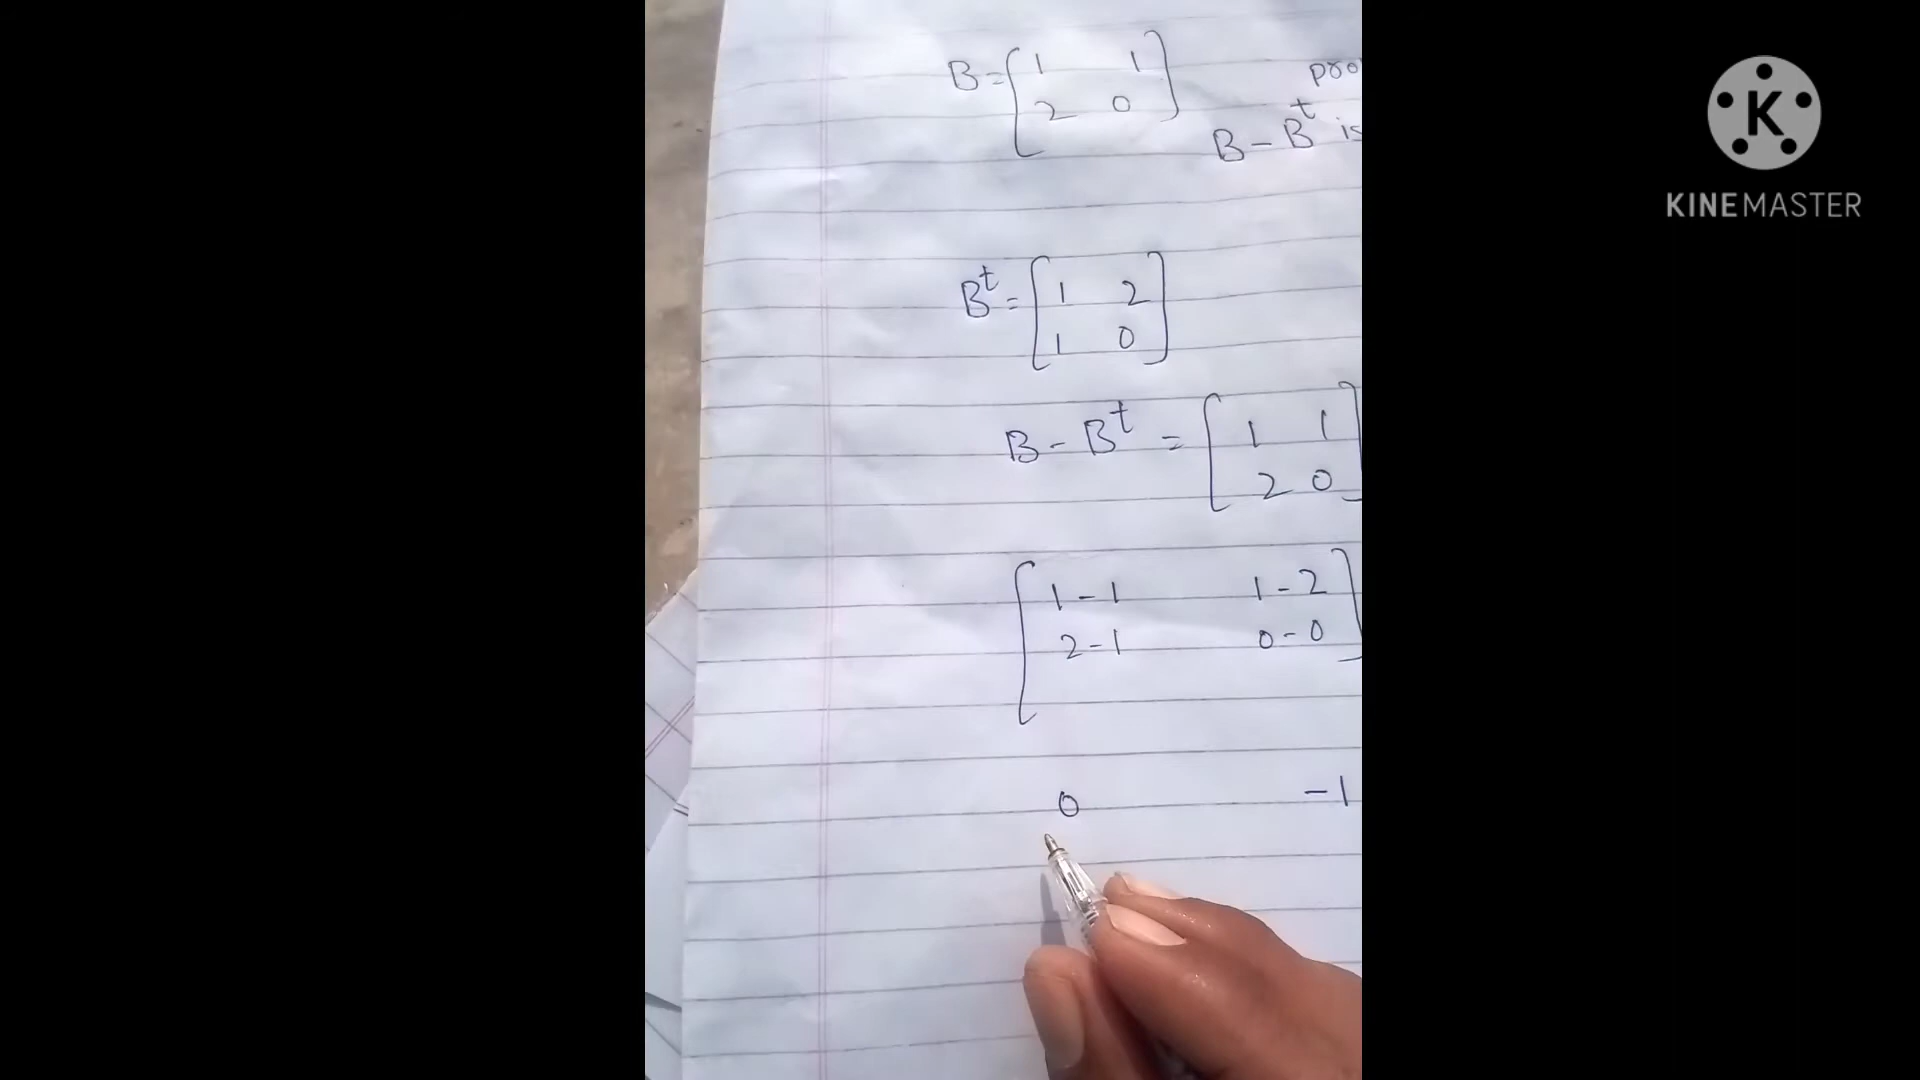 B = [ 1 1
2 0 ]
B - B^t is
B^t = [ 1 2
1 0 ]
B - B^t = [ 1 1
2 0 ]
[ 1 - 1 1 - 2
2 - 1 0 - 0 ]
0 - 1
K
KINEMASTER